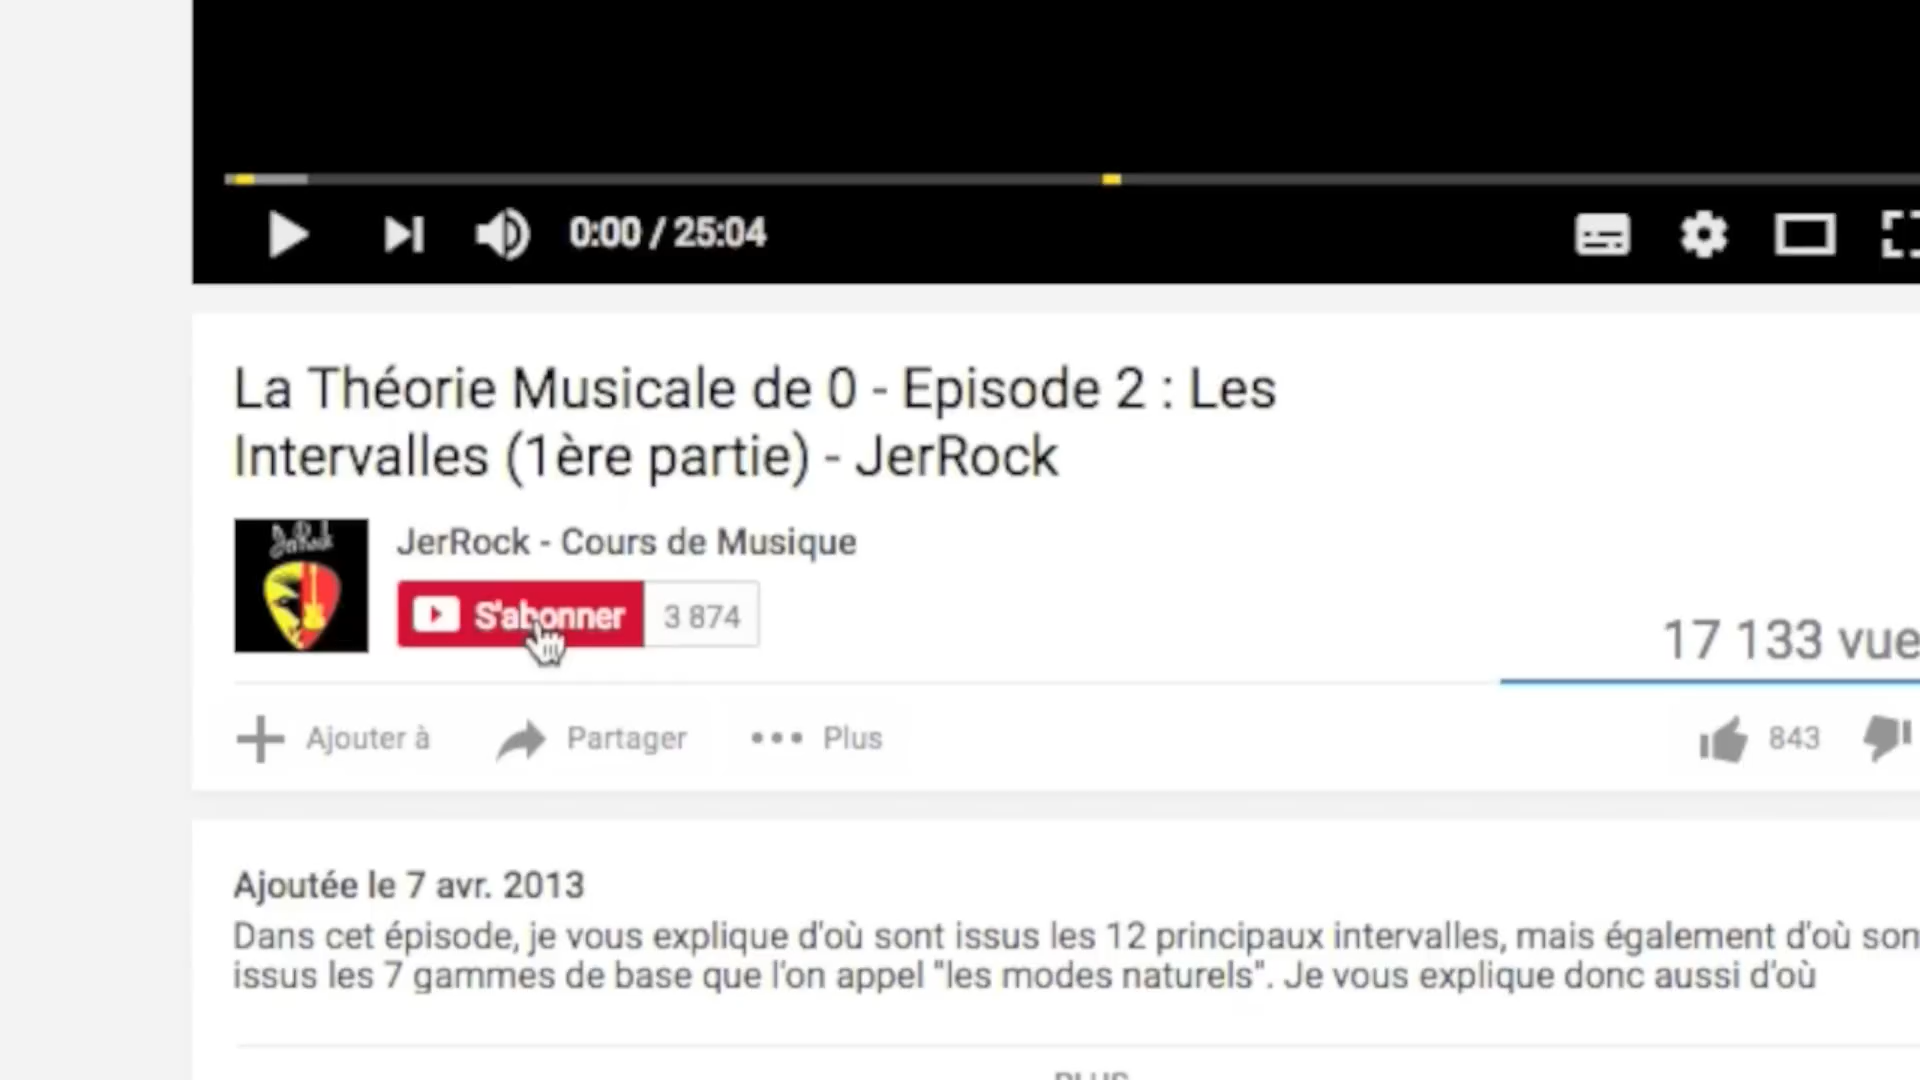 0:00 / 25:04
La Théorie Musicale de 0 - Episode 2 : Les
Intervalles (1ère partie) - JerRock
JerRock
JerRock - Cours de Musique
S'abonner 3 874
17 133 vue
Ajouter à Partager Plus 843
Ajoutée le 7 avr. 2013
Dans cet épisode, je vous explique d'où sont issus les 12 principaux intervalles, mais également d'où son
issus les 7 gammes de base que l'on appel "les modes naturels". Je vous explique donc aussi d'où
PLUS